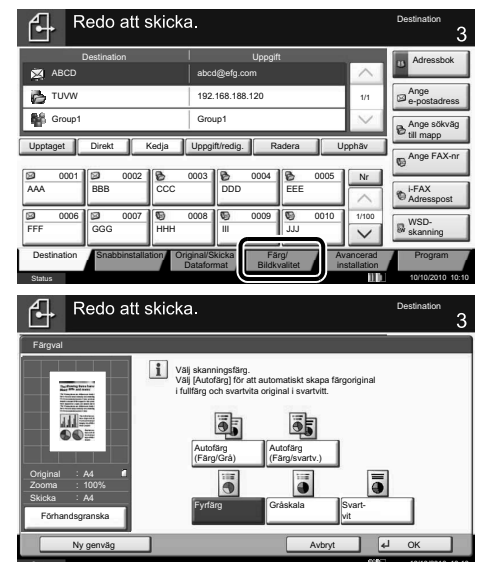 Redo att skicka.
Destination
3
Destination
Uppgift
ABCD
abcd@efg.com
TUVW
192.168.188.120
1/1
Group1
Group1
Adressbok
Ange
e-postadress
Ange sökväg
till mapp
Ange FAX-nr
i-FAX
Adresspost
WSD-
skanning
Upptaget
Direkt
Kedja
Uppgift/redig.
Radera
Upphäv
0001
0002
0003
0004
0005
Nr
AAA
BBB
CCC
DDD
EEE
0006
0007
0008
0009
0010
1/100
FFF
GGG
HHH
III
JJJ
Destination
Snabbinstallation
Original/Skicka
Dataformat
Färg/
Bildkvalitet
Avancerad
installation
Program
Status
10/10/2010 10:10
Redo att skicka.
Destination
3
Färgval
Välj skanningsfärg.
Välj [Autofärg] för att automatiskt skapa färgoriginal
i fullfärg och svartvita original i svartvitt.
Autofärg
(Färg/Grå)
Autofärg
(Färg/svartv.)
Original : A4
Zooma : 100%
Skicka : A4
Fyrfärg
Gråskala
Svart-
vit
Förhandsgranska
Ny genväg
Avbryt
OK